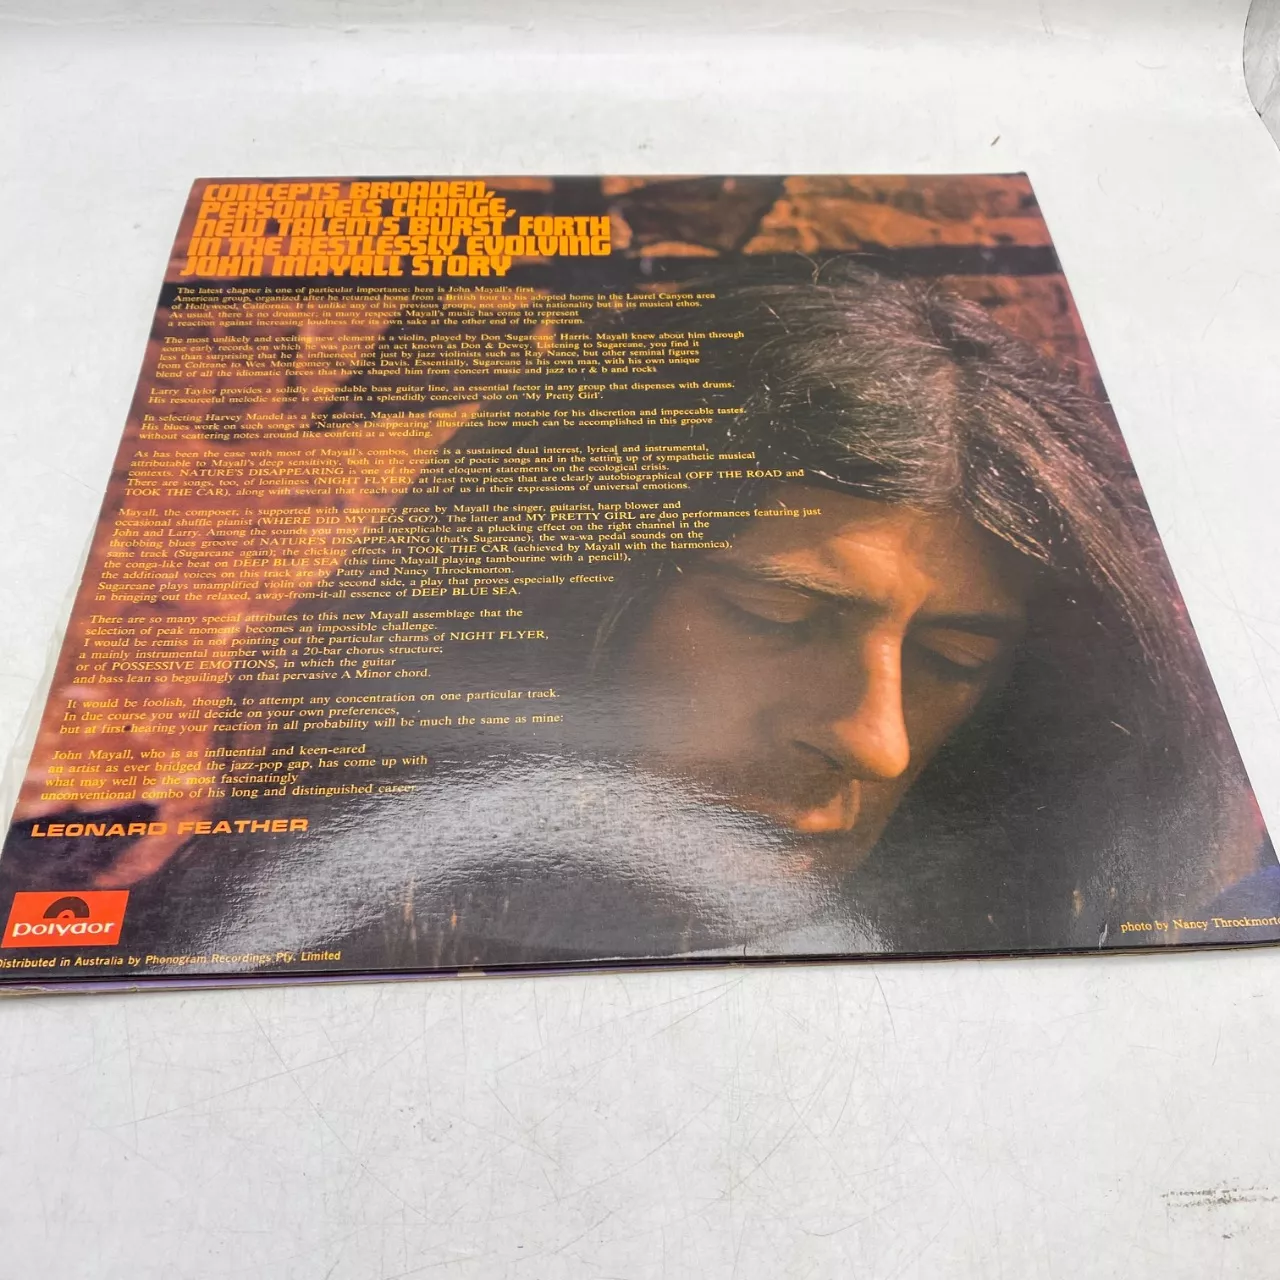 CONCEPTS BROADEN,
PERSONNELS CHANGE,
NEW TALENTS BURST FORTH
IN THE RESTLESSLY EVOLVING
JOHN MAYALL STORY
The latest chapter is one of particular importance: here is John Mayall's first
American group, organized after he returned home from a British tour to his adopted home in the Laurel Canyon area
of Hollywood, California. It is unlike any of his previous groups, not only in its nationality but in its musical ethos.
As usual, there is no drummer; in many respects Mayall's music has come to represent
a reaction against increasing loudness for its own sake at the other end of the spectrum.
The most unlikely and exciting new element is a violin, played by Don 'Sugarcane' Harris. Mayall knew about him through
some early records on which he was part of an act known as Don & Dewey. Listening to Sugarcane, you find it
less than surprising that he is influenced not just by jazz violinists such as Ray Nance, but other seminal figures
from Coltrane to Wes Montgomery to Miles Davis. Essentially, Sugarcane is his own man, with his own unique
blend of all the idiomatic forces that have shaped him from concert music and jazz to r & b and rock.
Larry Taylor provides a solidly dependable bass guitar line, an essential factor in any group that dispenses with drums.
His resourceful melodic sense is evident in a splendidly conceived solo on 'My Pretty Girl'.
In selecting Harvey Mandel as a key soloist, Mayall has found a guitarist notable for his discretion and impeccable tastes.
His blues work on such songs as 'Nature's Disappearing' illustrates how much can be accomplished in this groove
without scattering notes around like confetti at a wedding.
As has been the case with most of Mayall's combos, there is a sustained dual interest, lyrical and instrumental,
attributable to Mayall's deep sensitivity, both in the creation of poetic songs and in the setting up of sympathetic musical
contexts. NATURE'S DISAPPEARING is one of the most eloquent statements on the ecological crisis.
There are songs, too, of loneliness (NIGHT FLYER), at least two pieces that are clearly autobiographical (OFF THE ROAD and
TOOK THE CAR), along with several that reach out to all of us in their expressions of universal emotions.
Mayall, the composer, is supported with customary grace by Mayall the singer, guitarist, harp blower and
occasional shuffle pianist (WHERE DID MY LEGS GO?). The latter and MY PRETTY GIRL are duo performances featuring just
John and Larry. Among the sounds you may find inexplicable are a plucking effect on the right channel in the
throbbing blues groove of NATURE'S DISAPPEARING (that's Sugarcane); the wa-wa pedal sounds on the
same track (Sugarcane again); the clicking effects in TOOK THE CAR (achieved by Mayall with the harmonica),
the conga-like beat on DEEP BLUE SEA (this time Mayall playing tambourine with a pencil!),
the additional voices on this track are by Patty and Nancy Throckmorton.
Sugarcane plays unamplified violin on the second side, a play that proves especially effective
in bringing out the relaxed, away-from-it-all essence of DEEP BLUE SEA.
There are so many special attributes to this new Mayall assemblage that the
selection of peak moments becomes an impossible challenge.
I would be remiss in not pointing out the particular charms of NIGHT FLYER,
a mainly instrumental number with a 20-bar chorus structure;
or of POSSESSIVE EMOTIONS, in which the guitar
and bass lean so beguilingly on that pervasive A Minor chord.
It would be foolish, though, to attempt any concentration on one particular track.
In due course you will decide on your own preferences,
but at first hearing your reaction in all probability will be much the same as mine:
John Mayall, who is as influential and keen-eared
an artist as ever bridged the jazz-pop gap, has come up with
what may well be the most fascinatingly
unconventional combo of his long and distinguished career.
LEONARD FEATHER
polydor
Distributed in Australia by Phonogram Recordings Pty. Limited
photo by Nancy Throckmorto